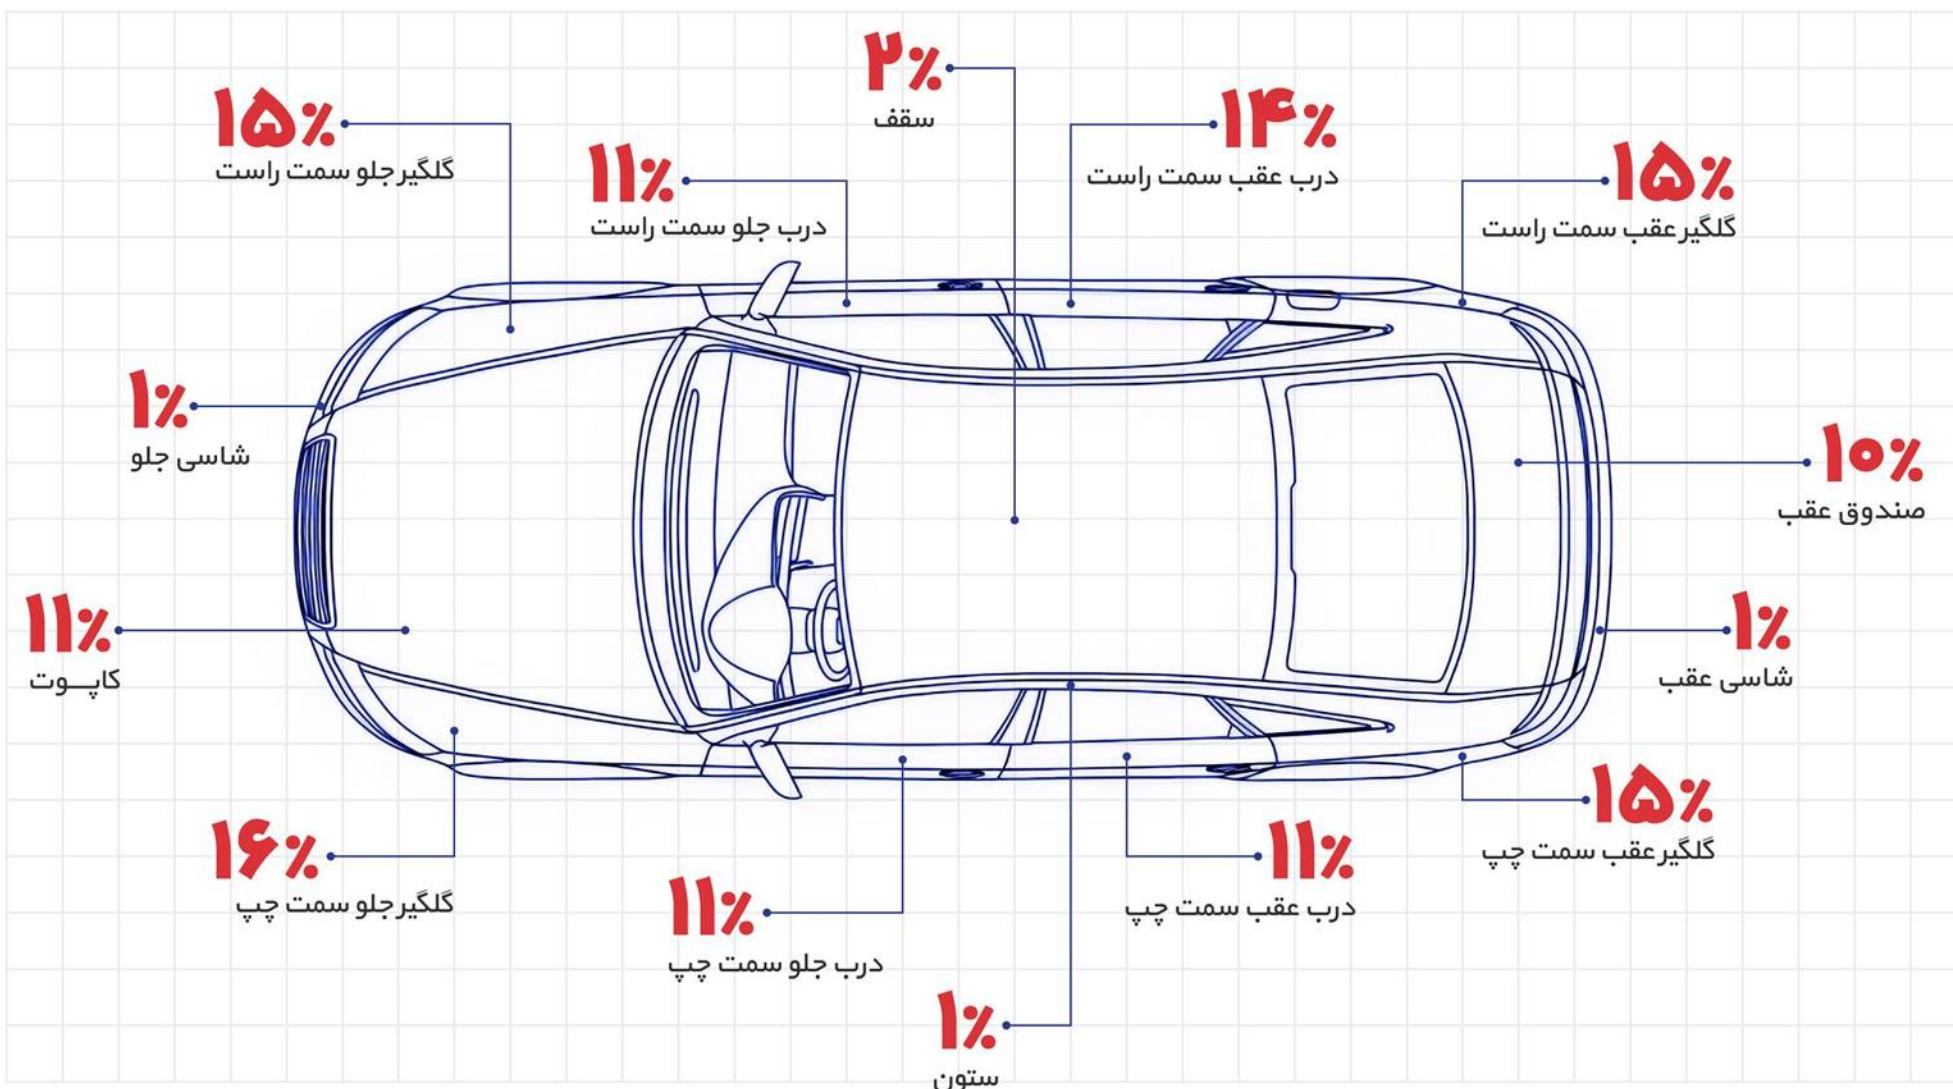 ۲%
سقف
۱۵%
گلگیر جلو سمت راست
۱۴%
درب عقب سمت راست
۱۱%
درب جلو سمت راست
۱۵%
گلگیر عقب سمت راست
۱%
شاسی جلو
۱۰%
صندوق عقب
۱۱%
کاپوت
۱%
شاسی عقب
۱۵%
گلگیر عقب سمت چپ
۱۶%
گلگیر جلو سمت چپ
۱۱%
درب عقب سمت چپ
۱۱%
درب جلو سمت چپ
۱%
ستون